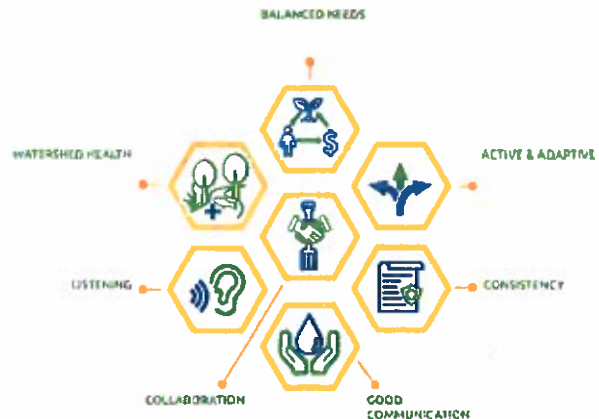 BALANCED NEEDS
WATERSHED HEALTH
ACTIVE & ADAPTIVE
LISTENING
CONSISTENCY
COLLABORATION
GOOD
COMMUNICATION